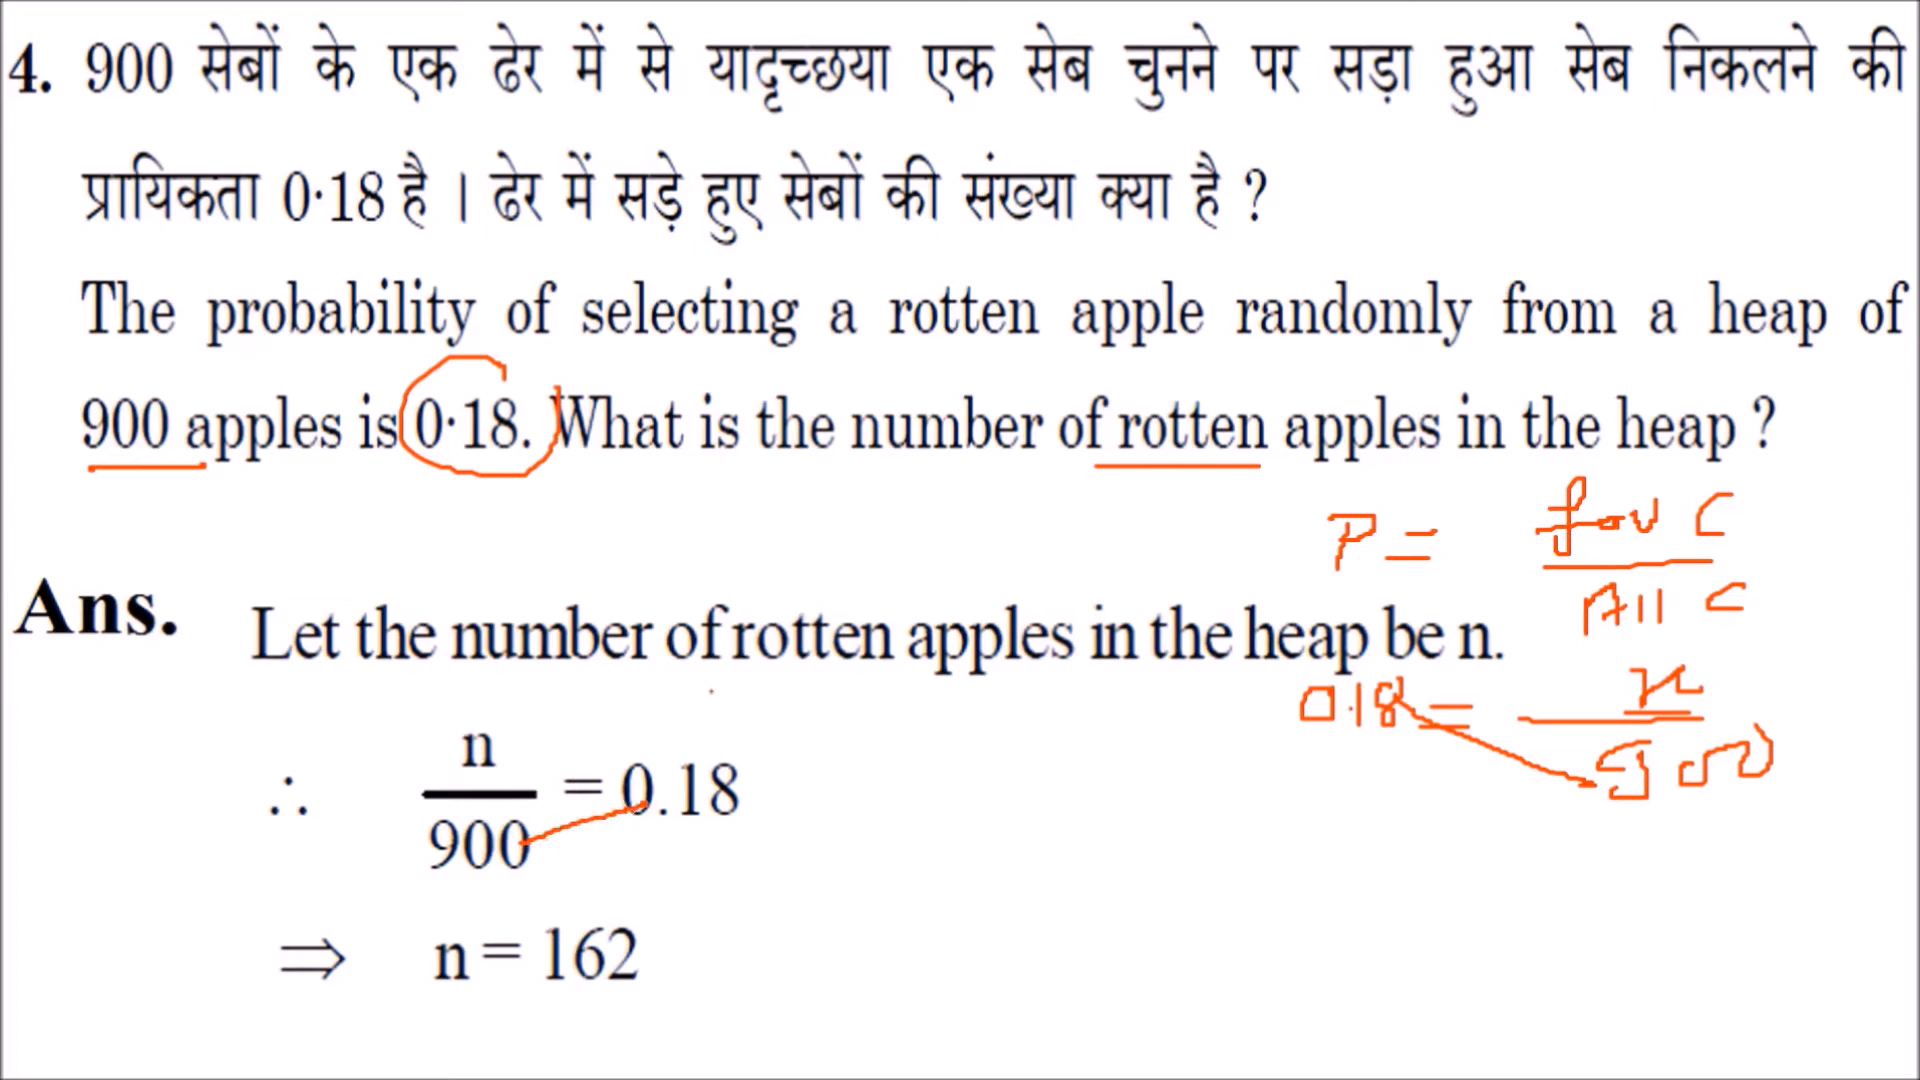 4. 900 सेबों के एक ढेर में से यादृच्छया एक सेब चुनने पर सड़ा हुआ सेब निकलने की
प्रायिकता 0·18 है । ढेर में सड़े हुए सेबों की संख्या क्या है ?
The probability of selecting a rotten apple randomly from a heap of
900 apples is 0·18. What is the number of rotten apples in the heap ?
P = fav C
All C
Ans. Let the number of rotten apples in the heap be n.
0.18 = n
900
∴ n
900
= 0.18
⇒ n = 162